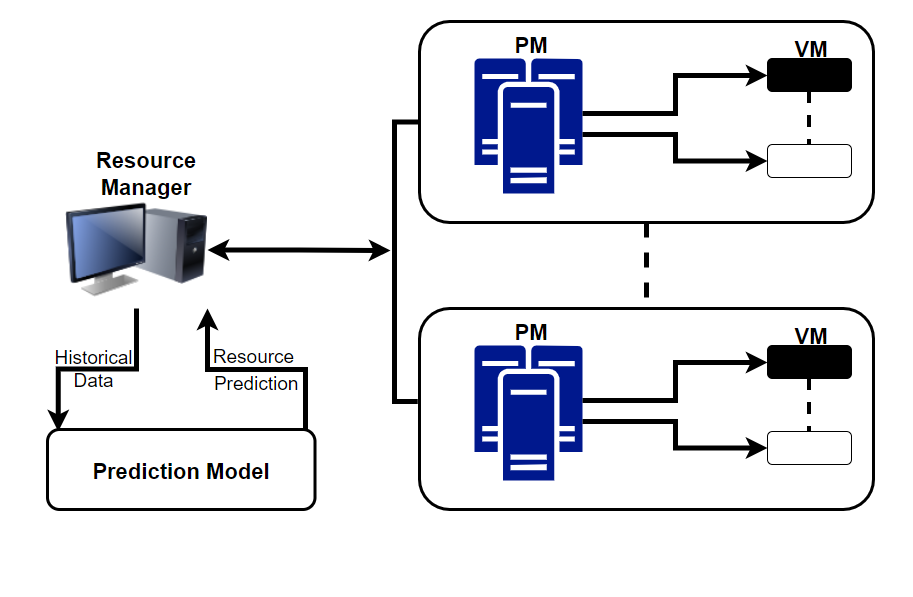 PM
VM
Resource
Manager
Historical
Data
Resource
Prediction
Prediction Model
PM
VM